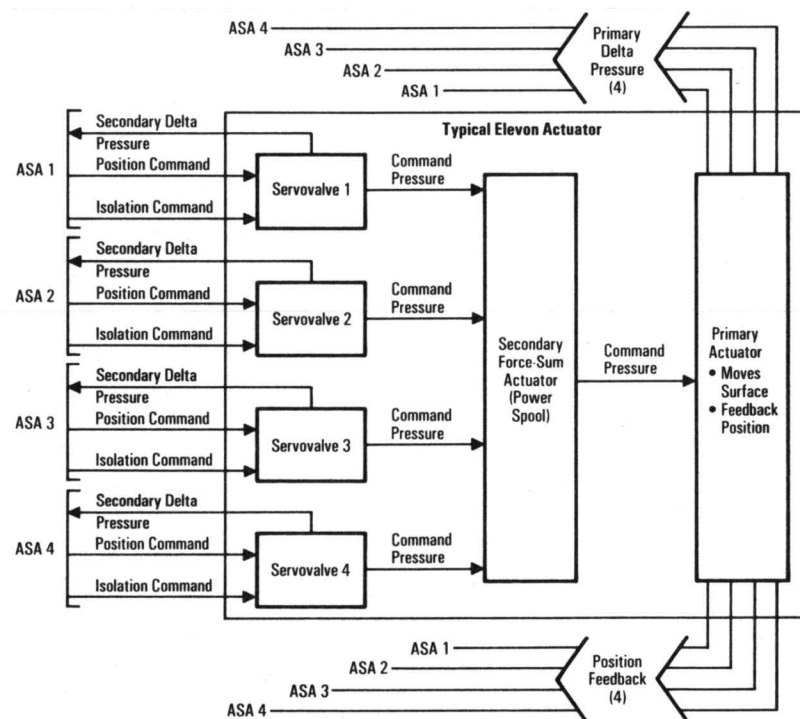 ASA 4
ASA 3
ASA 2
ASA 1
Primary
Delta
Pressure
(4)
Typical Elevon Actuator
ASA 1
Secondary Delta
Pressure
Position Command
Isolation Command
Servovalve 1
Command
Pressure
ASA 2
Secondary Delta
Pressure
Position Command
Isolation Command
Servovalve 2
Command
Pressure
ASA 3
Secondary Delta
Pressure
Position Command
Isolation Command
Servovalve 3
Command
Pressure
ASA 4
Secondary Delta
Pressure
Position Command
Isolation Command
Servovalve 4
Command
Pressure
Secondary
Force-Sum
Actuator
(Power
Spool)
Command
Pressure
Primary
Actuator
• Moves
Surface
• Feedback
Position
ASA 1
ASA 2
ASA 3
ASA 4
Position
Feedback
(4)